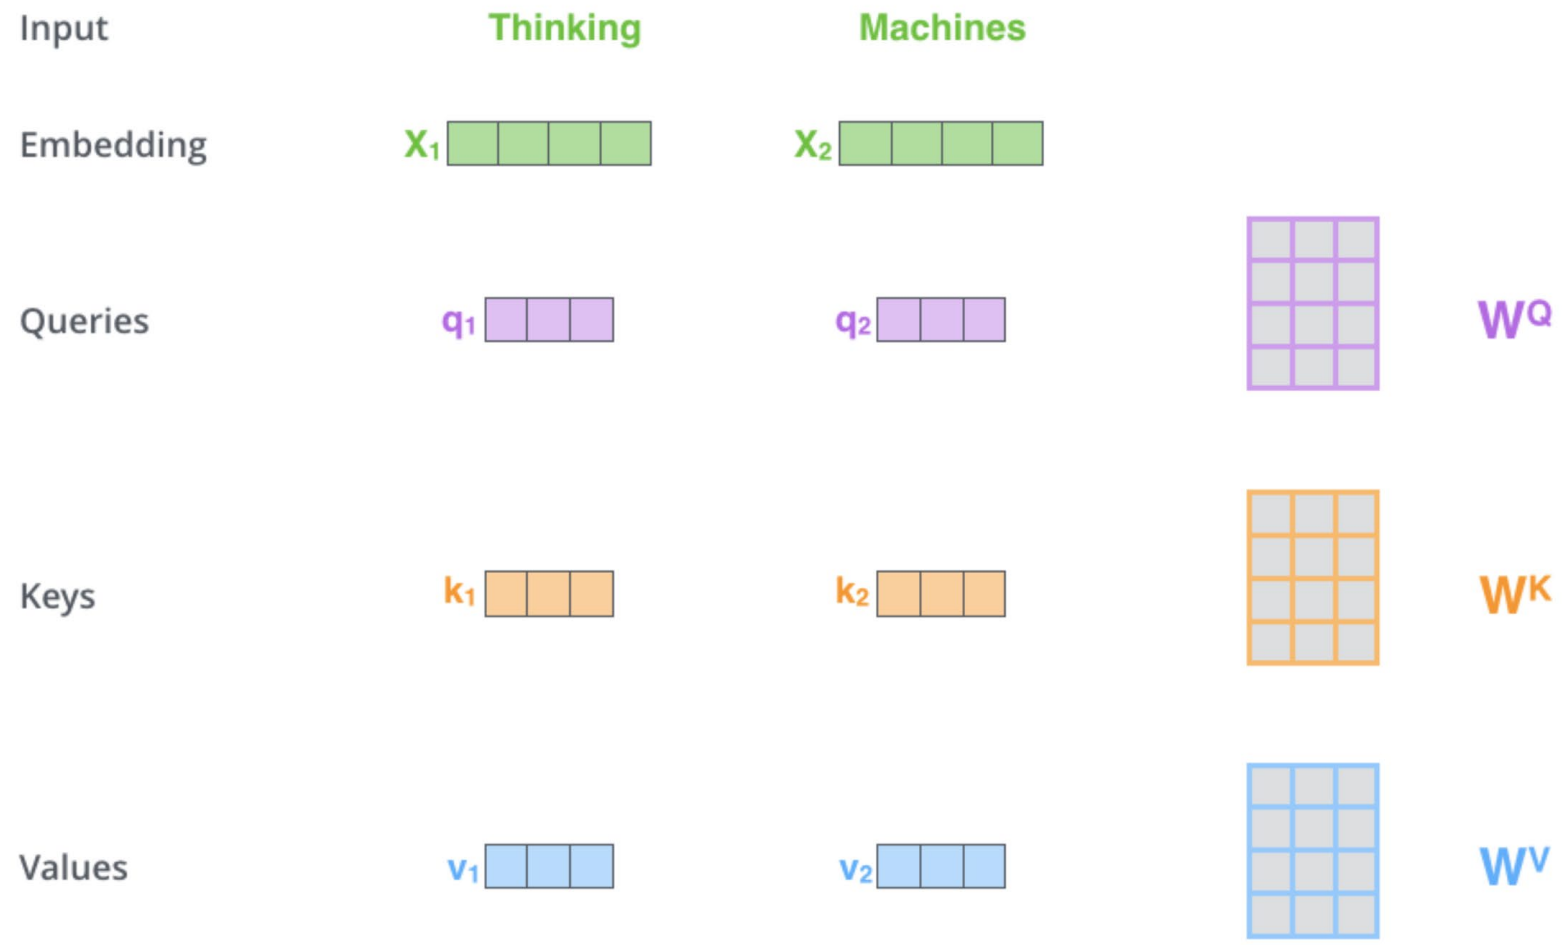 Input Thinking Machines
Embedding X1 X2
Queries q1 q2 WQ
Keys k1 k2 WK
Values v1 v2 WV